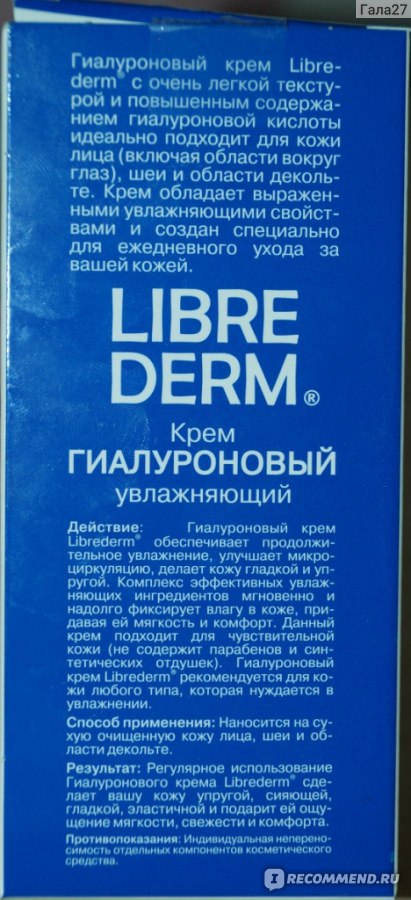 Гала27
Гиалуроновый крем Libre-
derm® с очень легкой тексту-
рой и повышенным содержа-
нием гиалуроновой кислоты
идеально подходит для кожи
лица (включая области вокруг
глаз), шеи и области деколь-
те. Крем обладает выражен-
ными увлажняющими свойст-
вами и создан специально
для ежедневного ухода за
вашей кожей.
LIBRE
DERM®
Крем
ГИАЛУРОНОВЫЙ
увлажняющий
Действие: Гиалуроновый крем
Librederm® обеспечивает продолжи-
тельное увлажнение, улучшает микро-
циркуляцию, делает кожу гладкой и уп-
ругой. Комплекс эффективных увлаж-
няющих ингредиентов мгновенно и
надолго фиксирует влагу в коже, при-
давая ей мягкость и комфорт. Данный
крем подходит для чувствительной
кожи (не содержит парабенов и син-
тетических отдушек). Гиалуроновый
крем Librederm® рекомендуется для ко-
жи любого типа, которая нуждается в
увлажнении.
Способ применения: Наносится на су-
хую очищенную кожу лица, шеи и об-
ласти декольте.
Результат: Регулярное использование
Гиалуронового крема Librederm® сде-
лает вашу кожу упругой, сияющей,
гладкой, эластичной и подарит ей ощу-
щение мягкости, свежести и комфорта.
Противопоказания: Индивидуальная неперено-
симость отдельных компонентов косметического
средства.
IRECOMMEND.RU